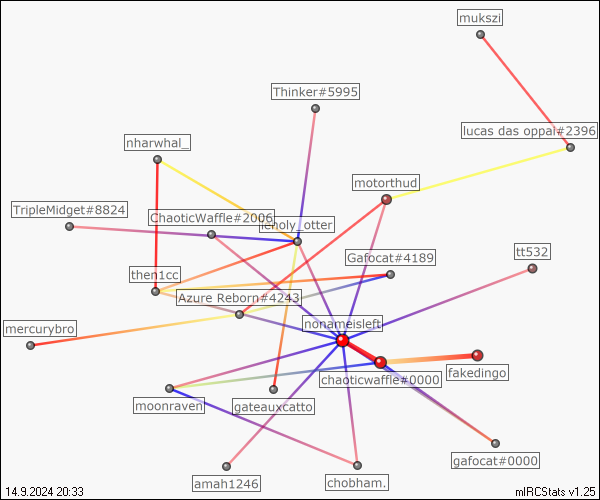 mukszi
Thinker#5995
lucas das oppai#2396
nharwhal_
motorthud
TripleMidget#8824
ChaoticWaffle#2006
holy_otter
Gafocat#4189
tt532
then1cc
Azure Reborn#4243
nonameisleft
mercurybro
chaoticwaffle#0000
fakedingo
moonraven
gateauxcatto
gafocat#0000
amah1246
chobham.
14.9.2024 20:33
mIRCStats v1.25